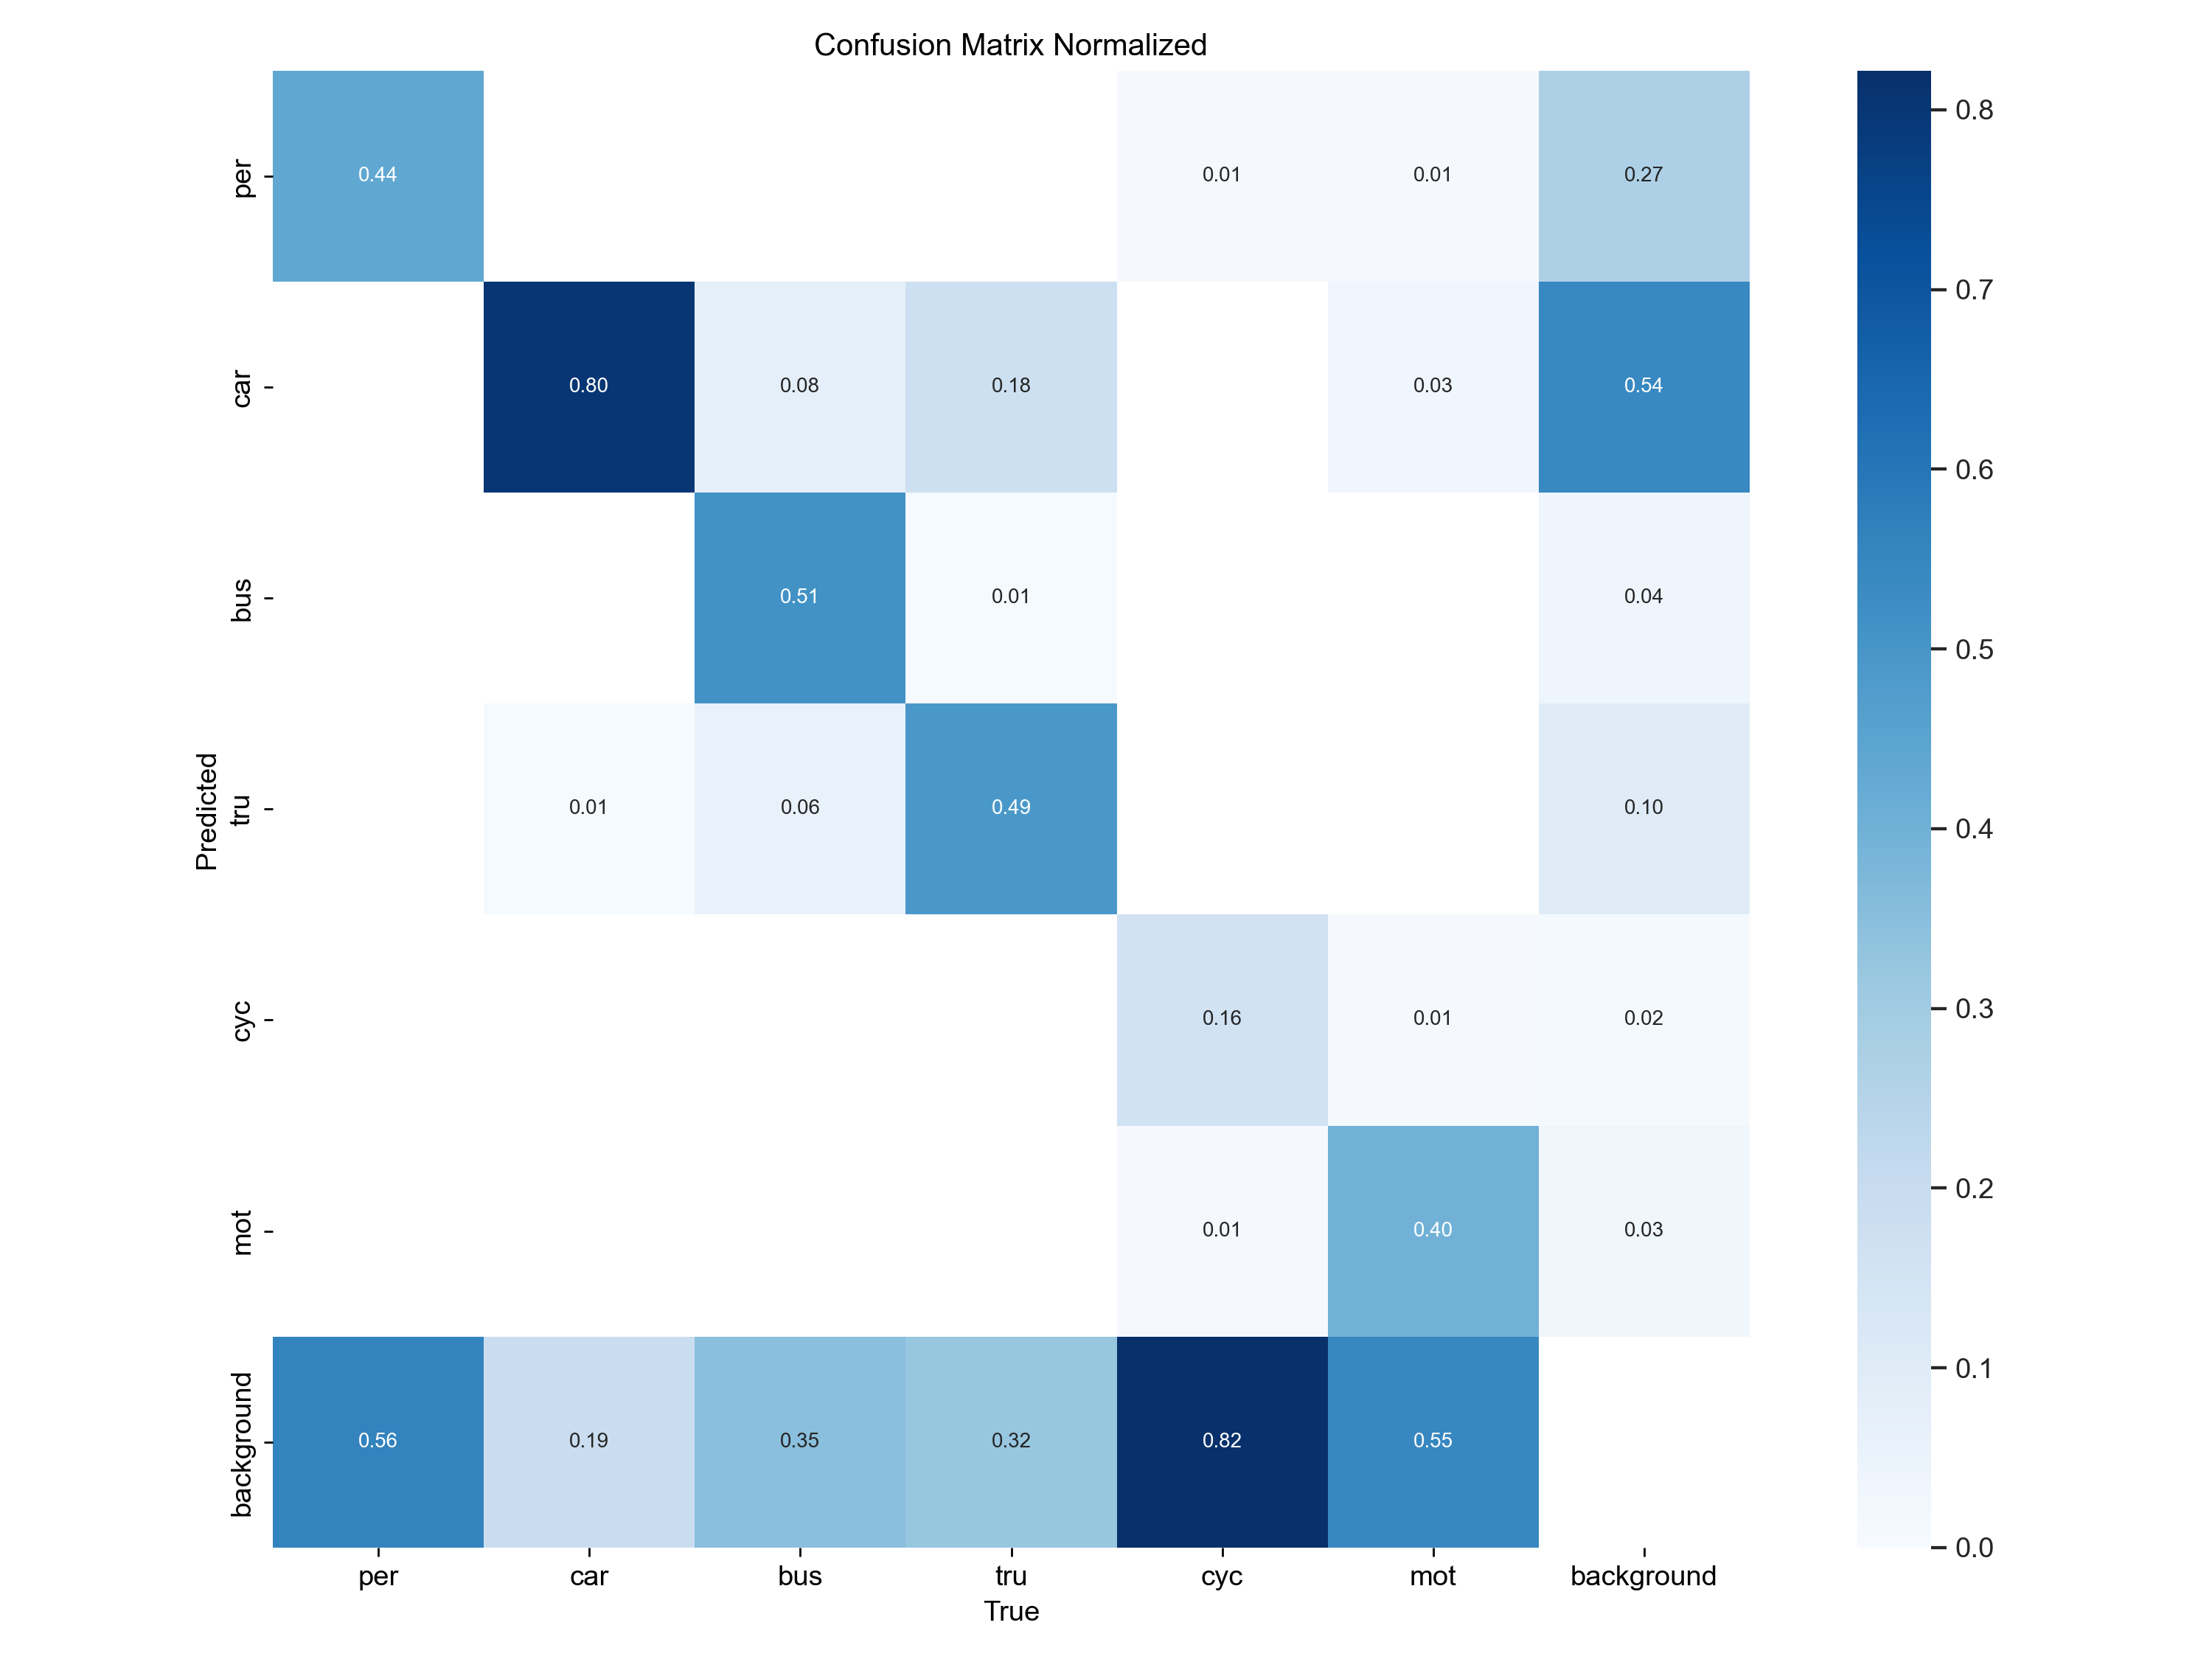 Confusion Matrix Normalized
per 0.44 0.01 0.01 0.27
car 0.80 0.08 0.18 0.03 0.54
bus 0.51 0.01 0.04
tru 0.01 0.06 0.49 0.10
cyc 0.16 0.01 0.02
mot 0.01 0.40 0.03
background 0.56 0.19 0.35 0.32 0.82 0.55
Predicted
per car bus tru cyc mot background
True
0.8
0.7
0.6
0.5
0.4
0.3
0.2
0.1
0.0